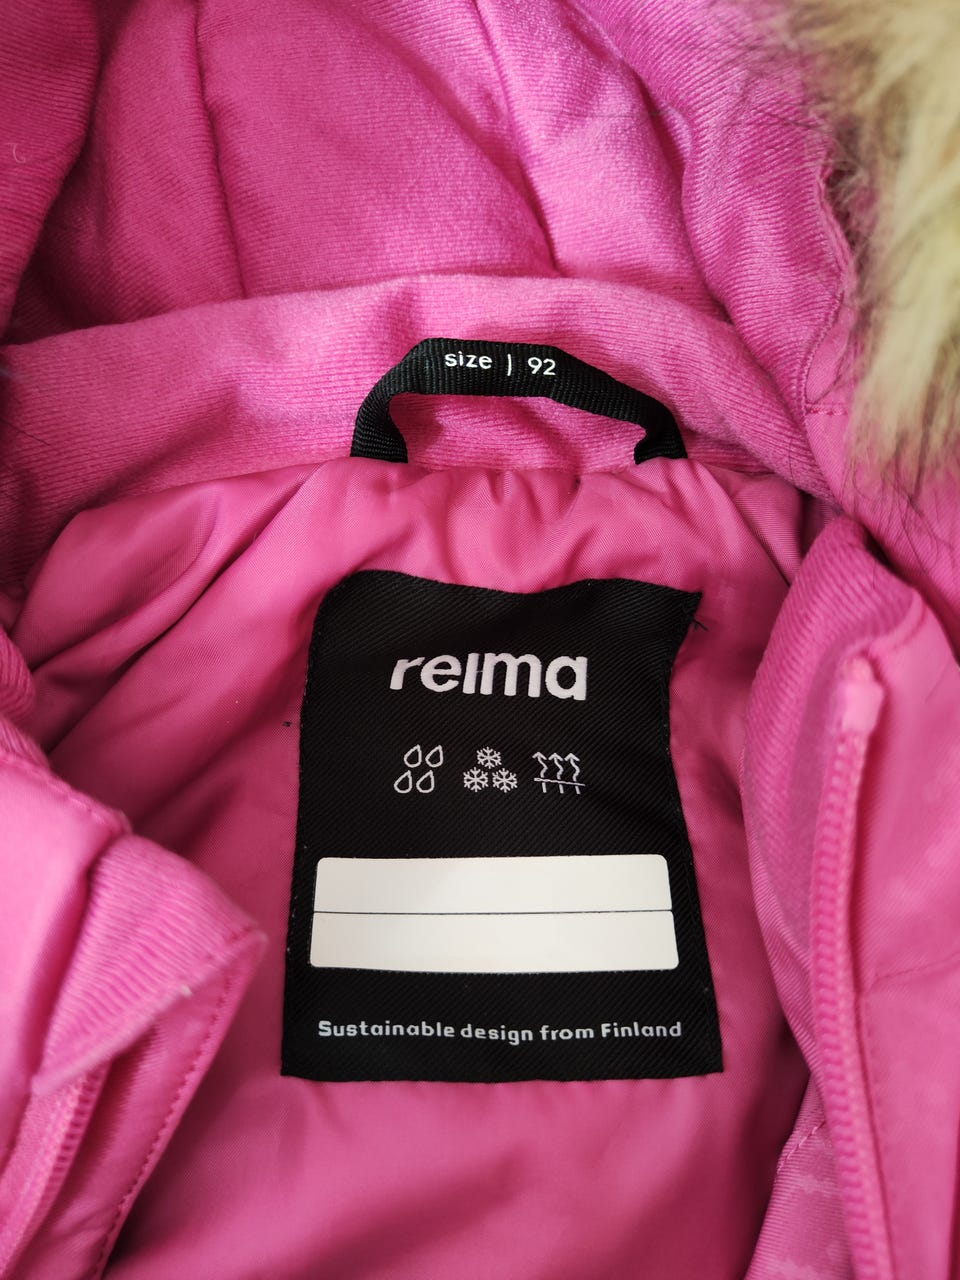 size | 92
reima
Sustainable design from Finland